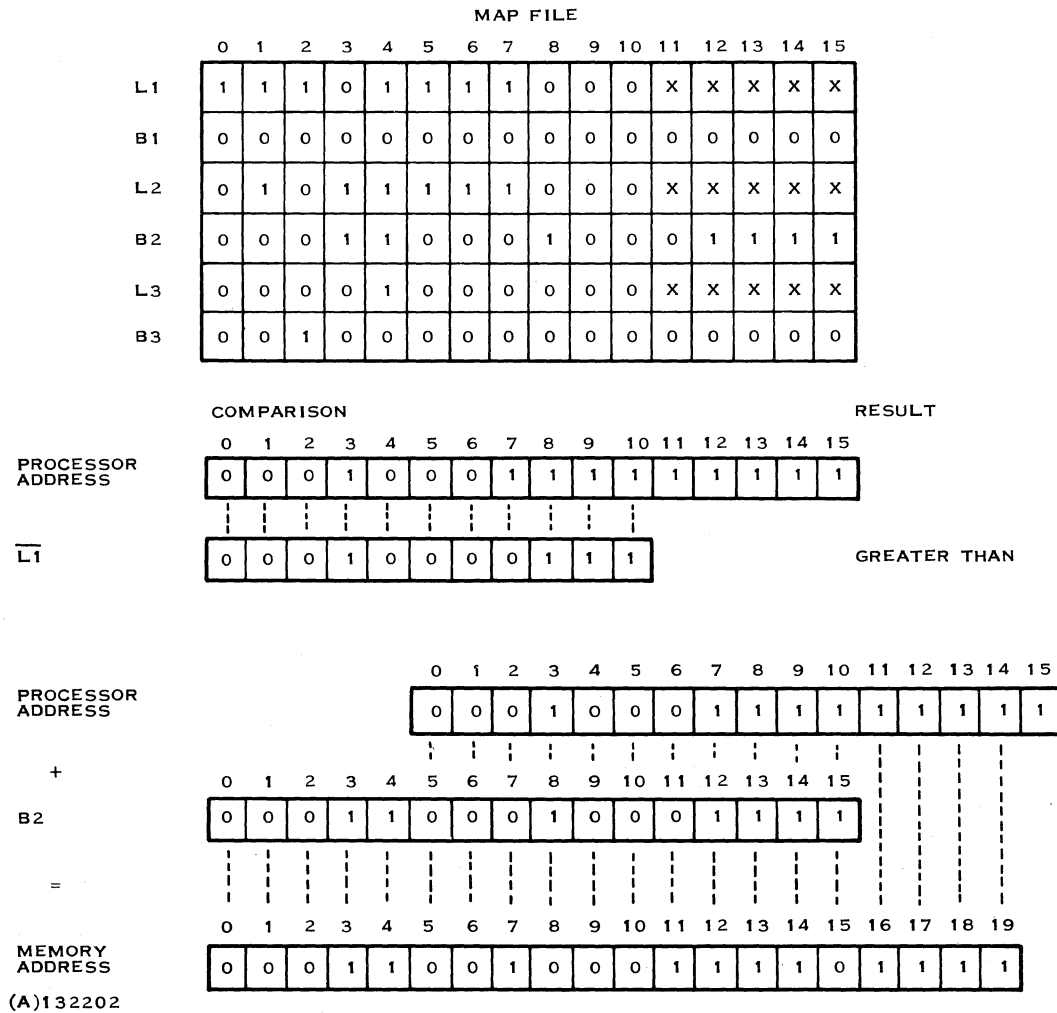 MAP FILE
0 1 2 3 4 5 6 7 8 9 10 11 12 13 14 15
L1 1 1 1 0 1 1 1 1 0 0 0 X X X X X
B1 0 0 0 0 0 0 0 0 0 0 0 0 0 0 0 0
L2 0 1 0 1 1 1 1 1 0 0 0 X X X X X
B2 0 0 0 1 1 0 0 0 1 0 0 0 1 1 1 1
L3 0 0 0 0 1 0 0 0 0 0 0 X X X X X
B3 0 0 1 0 0 0 0 0 0 0 0 0 0 0 0 0
COMPARISON RESULT
0 1 2 3 4 5 6 7 8 9 10 11 12 13 14 15
PROCESSOR
ADDRESS 0 0 0 1 0 0 0 1 1 1 1 1 1 1 1 1
L1 0 0 0 1 0 0 0 0 1 1 1 GREATER THAN
0 1 2 3 4 5 6 7 8 9 10 11 12 13 14 15
PROCESSOR
ADDRESS 0 0 0 1 0 0 0 1 1 1 1 1 1 1 1 1
+
0 1 2 3 4 5 6 7 8 9 10 11 12 13 14 15
B2 0 0 0 1 1 0 0 0 1 0 0 0 1 1 1 1
=
0 1 2 3 4 5 6 7 8 9 10 11 12 13 14 15 16 17 18 19
MEMORY
ADDRESS 0 0 0 1 1 0 0 1 0 0 0 1 1 1 1 0 1 1 1 1
(A)132202